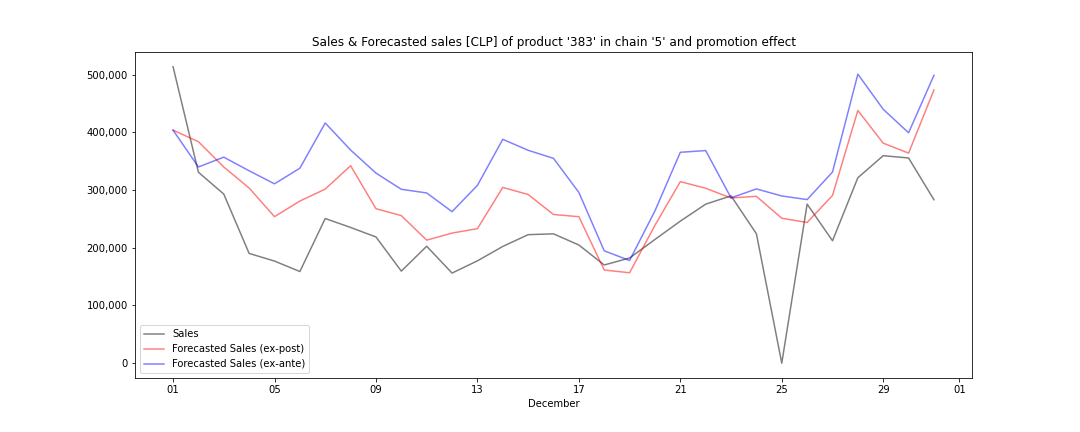 Sales & Forecasted sales [CLP] of product '383' in chain '5' and promotion effect
500,000
400,000
300,000
200,000
100,000
0
Sales
Forecasted Sales (ex-post)
Forecasted Sales (ex-ante)
01 05 09 13 17 21 25 29 01
December